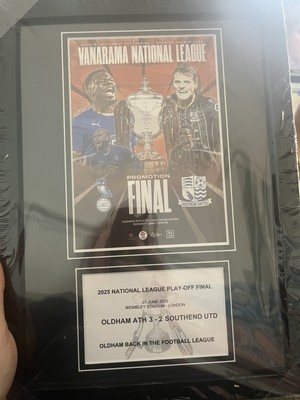 VANARAMA NATIONAL LEAGUE
PROMOTION
FINAL
2025 NATIONAL LEAGUE PLAY-OFF FINAL
WEMBLEY STADIUM - LONDON
OLDHAM ATH 3 - 2 SOUTHEND UTD
OLDHAM BACK IN THE FOOTBALL LEAGUE